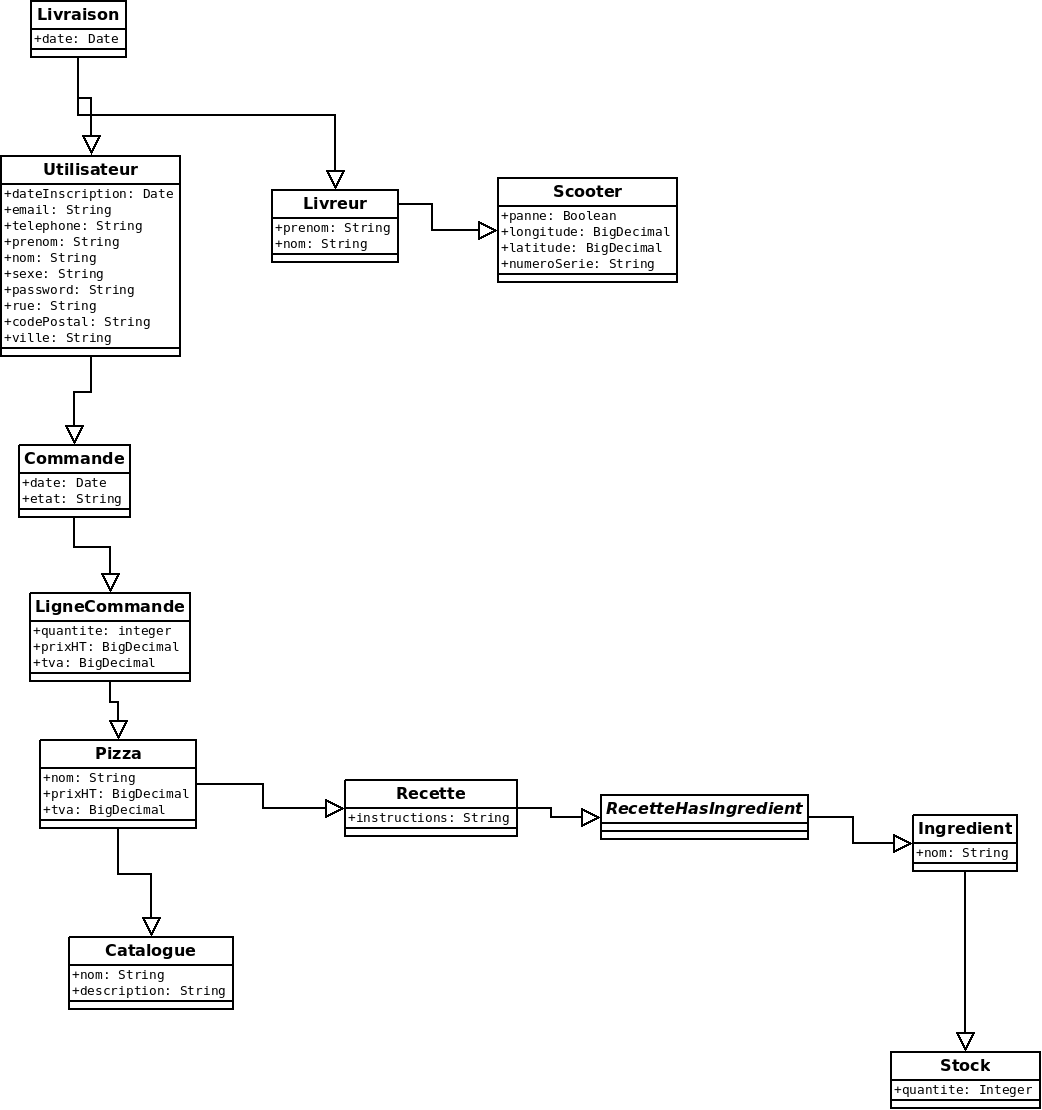 Livraison
+date: Date
Utilisateur
+dateInscription: Date
+email: String
+telephone: String
+prenom: String
+nom: String
+sexe: String
+password: String
+rue: String
+codePostal: String
+ville: String
Livreur
+prenom: String
+nom: String
Scooter
+panne: Boolean
+longitude: BigDecimal
+latitude: BigDecimal
+numeroSerie: String
Commande
+date: Date
+etat: String
LigneCommande
+quantite: integer
+prixHT: BigDecimal
+tva: BigDecimal
Pizza
+nom: String
+prixHT: BigDecimal
+tva: BigDecimal
Recette
+instructions: String
RecetteHasIngredient
Ingredient
+nom: String
Catalogue
+nom: String
+description: String
Stock
+quantite: Integer